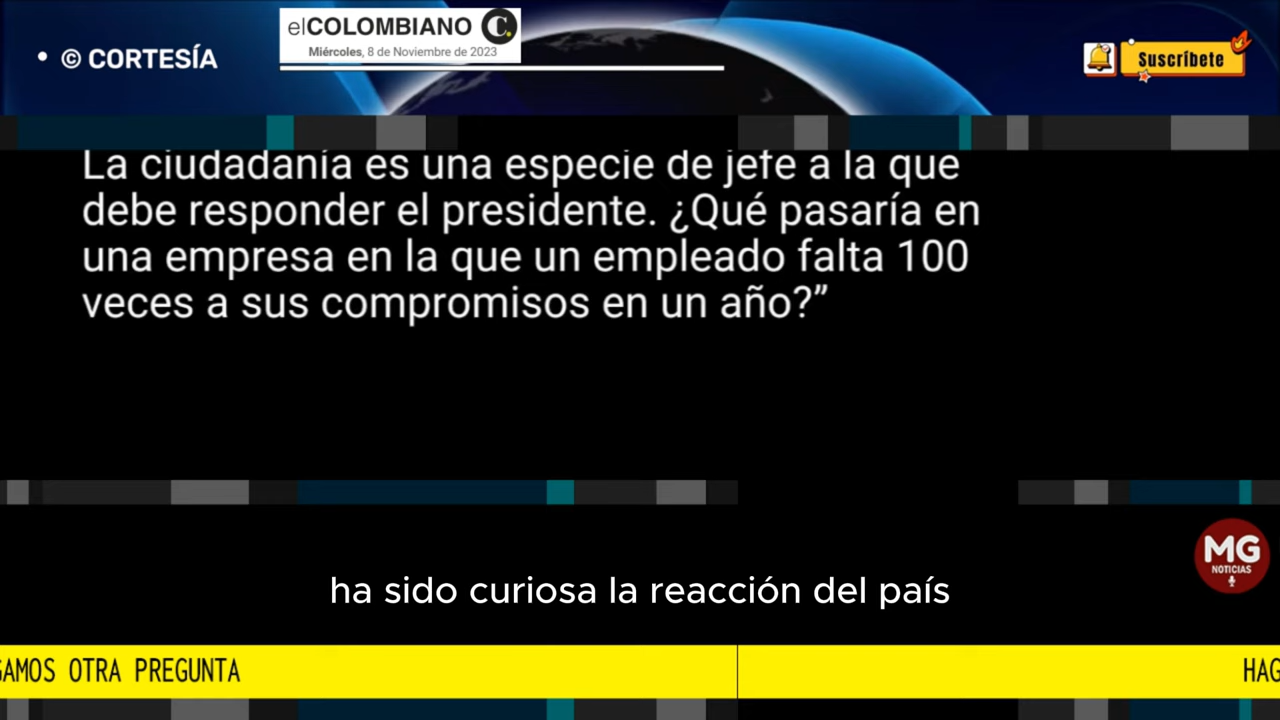 • © CORTESÍA
elCOLOMBIANO
Miércoles, 8 de Noviembre de 2023
Suscríbete
La ciudadanía es una especie de jefe a la que
debe responder el presidente. ¿Qué pasaría en
una empresa en la que un empleado falta 100
veces a sus compromisos en un año?”
MG
NOTICIAS
ha sido curiosa la reacción del país
GAMOS OTRA PREGUNTA
HAG